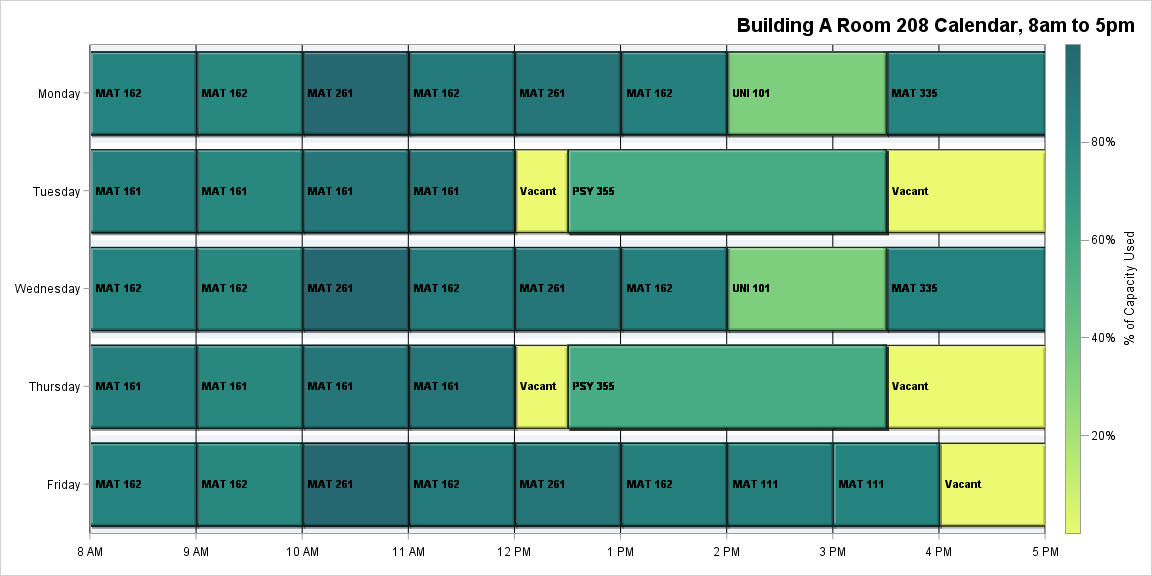 Building A Room 208 Calendar, 8am to 5pm
Monday
MAT 162 MAT 162 MAT 261 MAT 162 MAT 261 MAT 162 UNI 101 MAT 335
Tuesday
MAT 161 MAT 161 MAT 161 MAT 161 Vacant PSY 355 Vacant
Wednesday
MAT 162 MAT 162 MAT 261 MAT 162 MAT 261 MAT 162 UNI 101 MAT 335
Thursday
MAT 161 MAT 161 MAT 161 MAT 161 Vacant PSY 355 Vacant
Friday
MAT 162 MAT 162 MAT 261 MAT 162 MAT 261 MAT 162 MAT 111 MAT 111 Vacant
8 AM 9 AM 10 AM 11 AM 12 PM 1 PM 2 PM 3 PM 4 PM 5 PM
80%
60%
40%
20%
% of Capacity Used